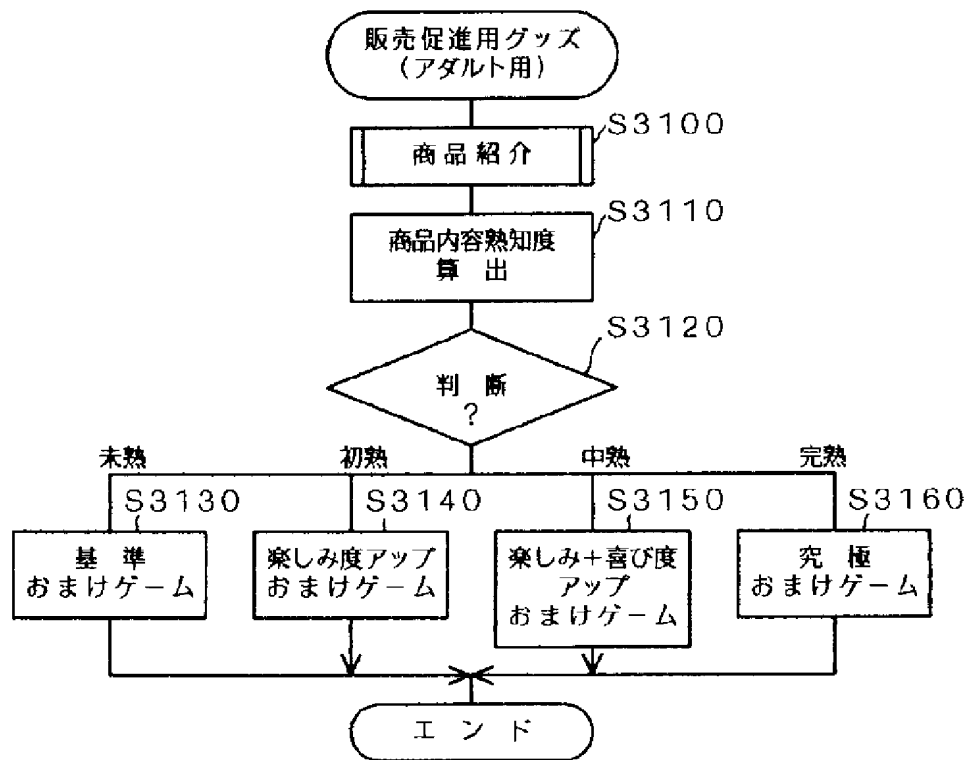 販売促進用グッズ
(アダルト用)
S3100
商品紹介
S3110
商品内容熟知度
算出
S3120
判断
?
未熟
初熟
中熟
完熟
S3130
S3140
S3150
S3160
基準
おまけゲーム
楽しみ度アップ
おまけゲーム
楽しみ+喜び度
アップ
おまけゲーム
究極
おまけゲーム
エンド